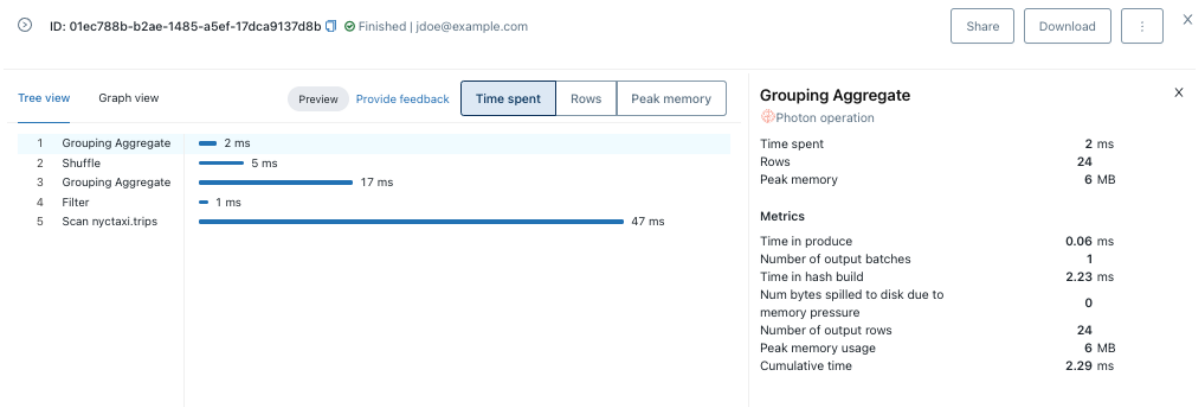 ID: 01ec788b-b2ae-1485-a5ef-17dca9137d8b Finished | jdoe@example.com
Share Download X
Tree view Graph view Preview Provide feedback Time spent Rows Peak memory
1 Grouping Aggregate 2 ms
2 Shuffle 5 ms
3 Grouping Aggregate 17 ms
4 Filter 1 ms
5 Scan nyctaxi.trips 47 ms
Grouping Aggregate X
Photon operation
Time spent 2 ms
Rows 24
Peak memory 6 MB
Metrics
Time in produce 0.06 ms
Number of output batches 1
Time in hash build 2.23 ms
Num bytes spilled to disk due to
memory pressure 0
Number of output rows 24
Peak memory usage 6 MB
Cumulative time 2.29 ms